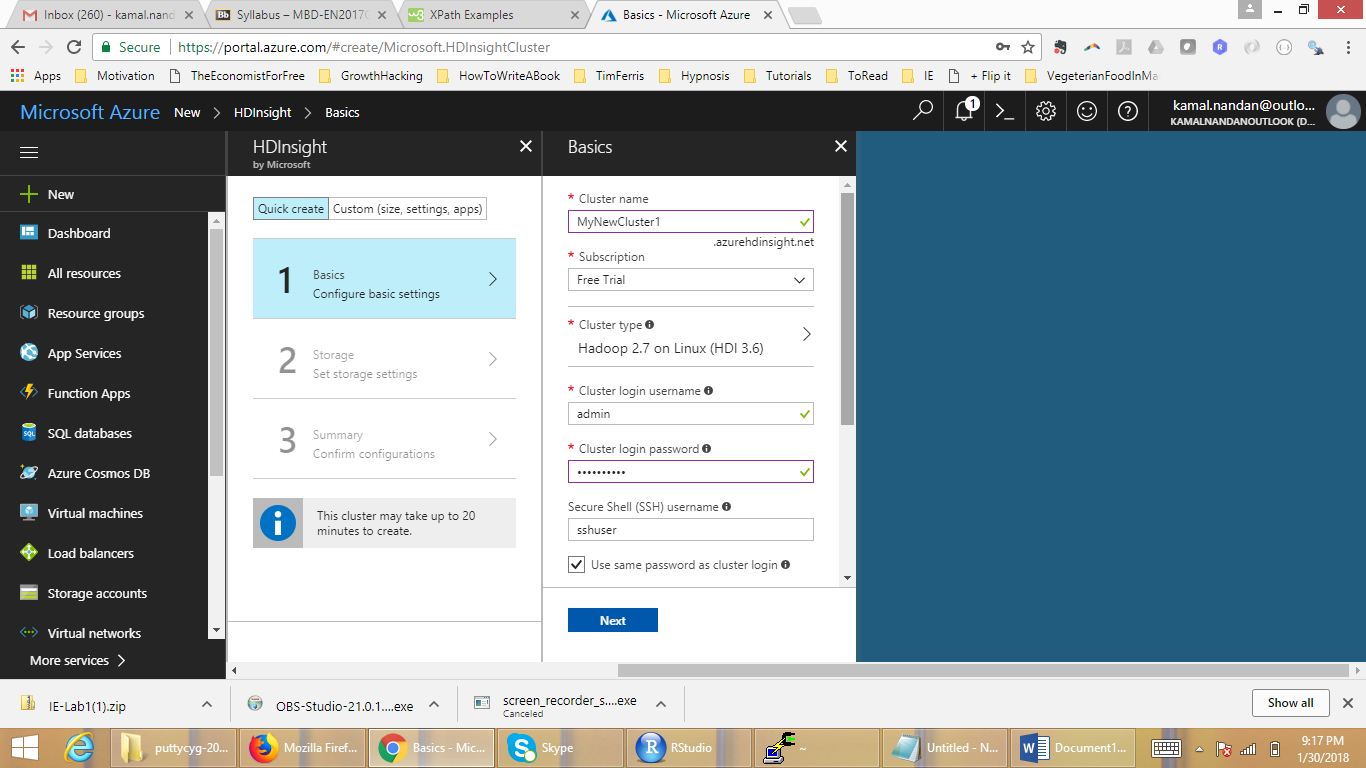 Inbox (260) - kamal.nand
Syllabus – MBD-EN2017
XPath Examples
Basics - Microsoft Azure
Secure
https://portal.azure.com/#create/Microsoft.HDInsightCluster
Apps
Motivation
TheEconomistForFree
GrowthHacking
HowToWriteABook
TimFerris
Hypnosis
Tutorials
ToRead
IE
+ Flip it
VegeterianFoodInMa
Microsoft Azure
New
HDInsight
Basics
1
kamal.nandan@outlo...
KAMALNANDANOUTLOOK (D...
New
Dashboard
All resources
Resource groups
App Services
Function Apps
SQL databases
Azure Cosmos DB
Virtual machines
Load balancers
Storage accounts
Virtual networks
More services
HDInsight
by Microsoft
Quick create
Custom (size, settings, apps)
1
Basics
Configure basic settings
2
Storage
Set storage settings
3
Summary
Confirm configurations
This cluster may take up to 20
minutes to create.
Basics
* Cluster name
MyNewCluster1
.azurehdinsight.net
* Subscription
Free Trial
* Cluster type
Hadoop 2.7 on Linux (HDI 3.6)
* Cluster login username
admin
* Cluster login password
••••••••••
Secure Shell (SSH) username
sshuser
Use same password as cluster login
Next
IE-Lab1(1).zip
OBS-Studio-21.0.1....exe
screen_recorder_s....exe
Canceled
Show all
puttycyg-20...
Mozilla Firef...
Basics - Mic...
Skype
RStudio
~
Untitled - N...
Document1...
9:17 PM
1/30/2018